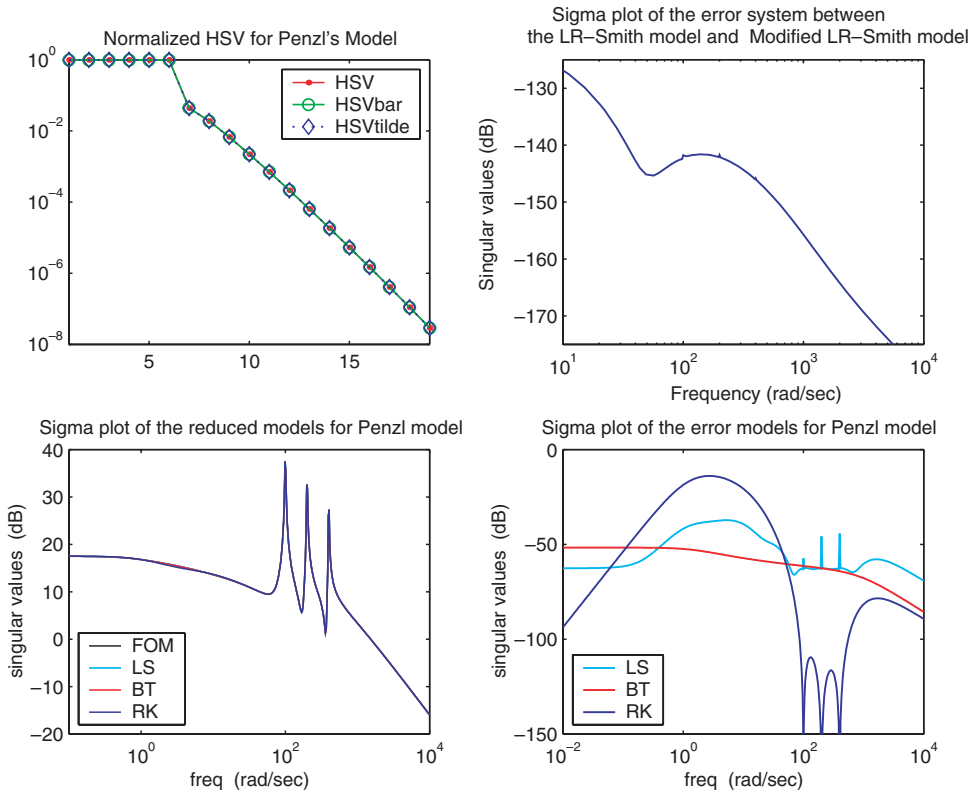 Normalized HSV for Penzl's Model
10^0
10^−2
10^−4
10^−6
10^−8
5
10
15
HSV
HSVbar
HSVtilde
Sigma plot of the error system between
the LR−Smith model and Modified LR−Smith model
Singular values (dB)
−130
−140
−150
−160
−170
10^1
10^2
10^3
10^4
Frequency (rad/sec)
Sigma plot of the reduced models for Penzl model
singular values (dB)
40
30
20
10
0
−10
−20
10^0
10^2
10^4
freq (rad/sec)
FOM
LS
BT
RK
Sigma plot of the error models for Penzl model
singular values (dB)
0
−50
−100
−150
10^−2
10^0
10^2
10^4
freq (rad/sec)
LS
BT
RK